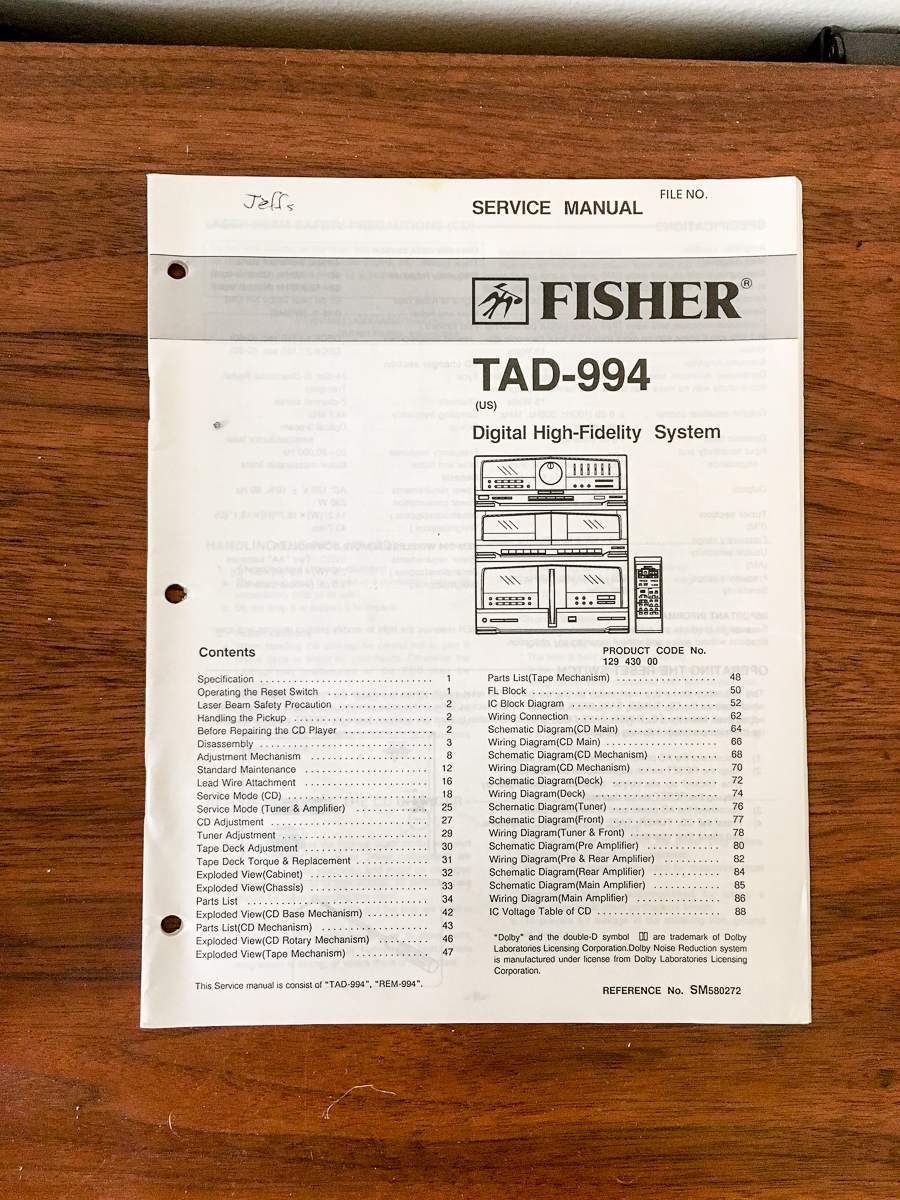 Jeffs
SERVICE MANUAL
FILE NO.
FISHER®
TAD-994
(US)
Digital High-Fidelity System
PRODUCT CODE No.
129 430 00
Contents
Specification . . . . . . . . . . 1
Operating the Reset Switch . . . . . . . . . . 1
Laser Beam Safety Precaution . . . . . . . . . . 2
Handling the Pickup . . . . . . . . . . 2
Before Repairing the CD Player . . . . . . . . . . 2
Disassembly . . . . . . . . . . 3
Adjustment Mechanism . . . . . . . . . . 8
Standard Maintenance . . . . . . . . . . 12
Lead Wire Attachment . . . . . . . . . . 16
Service Mode (CD) . . . . . . . . . . 18
Service Mode (Tuner & Amplifier) . . . . . . . . . . 25
CD Adjustment . . . . . . . . . . 27
Tuner Adjustment . . . . . . . . . . 29
Tape Deck Adjustment . . . . . . . . . . 30
Tape Deck Torque & Replacement . . . . . . . . . . 31
Exploded View(Cabinet) . . . . . . . . . . 32
Exploded View(Chassis) . . . . . . . . . . 33
Parts List . . . . . . . . . . 34
Exploded View(CD Base Mechanism) . . . . . . . . . . 42
Parts List(CD Mechanism) . . . . . . . . . . 43
Exploded View(CD Rotary Mechanism) . . . . . . . . . . 46
Exploded View(Tape Mechanism) . . . . . . . . . . 47
Parts List(Tape Mechanism) . . . . . . . . . . 48
FL Block . . . . . . . . . . 50
IC Block Diagram . . . . . . . . . . 52
Wiring Connection . . . . . . . . . . 62
Schematic Diagram(CD Main) . . . . . . . . . . 64
Wiring Diagram(CD Main) . . . . . . . . . . 66
Schematic Diagram(CD Mechanism) . . . . . . . . . . 68
Wiring Diagram(CD Mechanism) . . . . . . . . . . 70
Schematic Diagram(Deck) . . . . . . . . . . 72
Wiring Diagram(Deck) . . . . . . . . . . 74
Schematic Diagram(Tuner) . . . . . . . . . . 76
Schematic Diagram(Front) . . . . . . . . . . 77
Wiring Diagram(Tuner & Front) . . . . . . . . . . 78
Schematic Diagram(Pre Amplifier) . . . . . . . . . . 80
Wiring Diagram(Pre & Rear Amplifier) . . . . . . . . . . 82
Schematic Diagram(Rear Amplifier) . . . . . . . . . . 84
Schematic Diagram(Main Amplifier) . . . . . . . . . . 85
Wiring Diagram(Main Amplifier) . . . . . . . . . . 86
IC Voltage Table of CD . . . . . . . . . . 88
"Dolby" and the double-D symbol are trademark of Dolby
Laboratories Licensing Corporation.Dolby Noise Reduction system
is manufactured under license from Dolby Laboratories Licensing
Corporation.
This Service manual is consist of "TAD-994", "REM-994".
REFERENCE No. SM580272